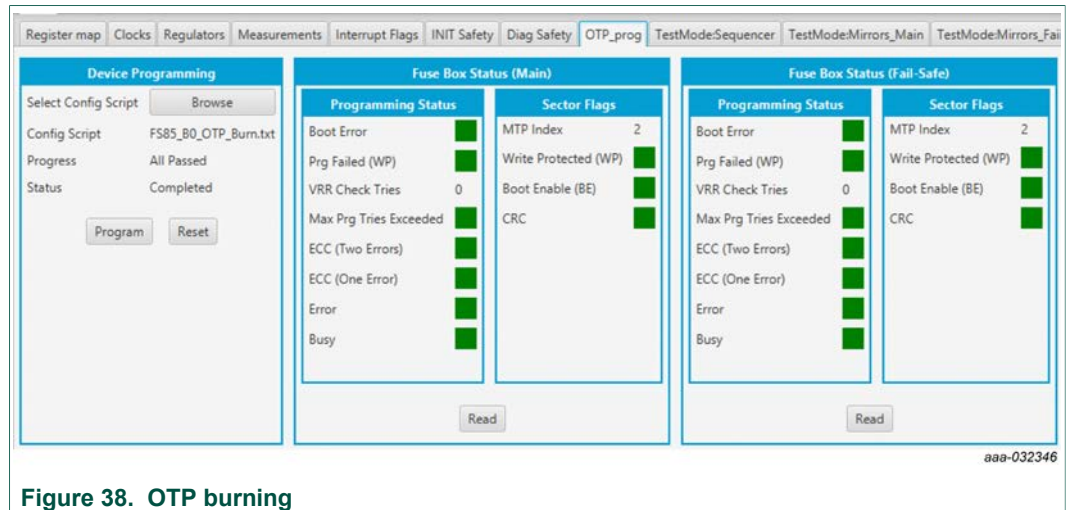 Register map Clocks Regulators Measurements Interrupt Flags INIT Safety Diag Safety OTP_prog TestMode:Sequencer TestMode:Mirrors_Main TestMode:Mirrors_Fai
Device Programming
Select Config Script Browse
Config Script FS85_B0_OTP_Burn.txt
Progress All Passed
Status Completed
Program Reset
Fuse Box Status (Main)
Programming Status
Boot Error
Prg Failed (WP)
VRR Check Tries 0
Max Prg Tries Exceeded
ECC (Two Errors)
ECC (One Error)
Error
Busy
Sector Flags
MTP Index 2
Write Protected (WP)
Boot Enable (BE)
CRC
Read
Fuse Box Status (Fail-Safe)
Programming Status
Boot Error
Prg Failed (WP)
VRR Check Tries 0
Max Prg Tries Exceeded
ECC (Two Errors)
ECC (One Error)
Error
Busy
Sector Flags
MTP Index 2
Write Protected (WP)
Boot Enable (BE)
CRC
Read
aaa-032346
Figure 38. OTP burning